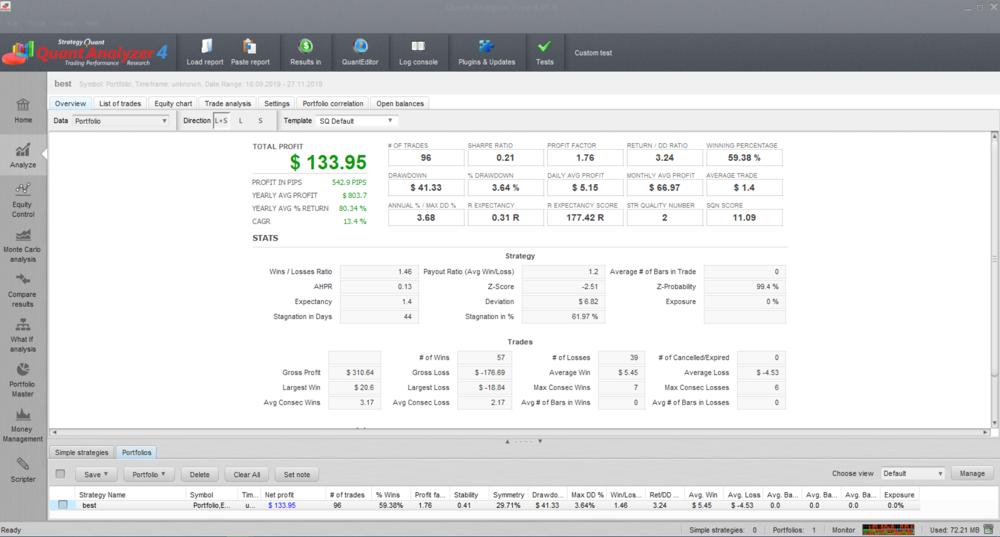 Quant Analyzer Free 4.80.0
File Tools View Help
StrategyQuant
QuantAnalyzer 4
Trading Performance Research
Load report
Paste report
Results in
QuantEditor
Log console
Plugins & Updates
Tests
Custom test
best Symbol: Portfolio, Timeframe: unknown, Date Range: 18.09.2019 - 27.11.2019
Overview List of trades Equity chart Trade analysis Settings Portfolio correlation Open balances
Data Portfolio Direction L+S L S Template SQ Default
Home
Analyze
Equity
Control
Monte Carlo
analysis
Compare
results
What If
analysis
Portfolio
Master
Money
Management
Scripter
TOTAL PROFIT
$ 133.95
PROFIT IN PIPS 542.9 PIPS
YEARLY AVG PROFIT $ 803.7
YEARLY AVG % RETURN 80.34 %
CAGR 13.4 %
# OF TRADES SHARPE RATIO PROFIT FACTOR RETURN / DD RATIO WINNING PERCENTAGE
96 0.21 1.76 3.24 59.38 %
DRAWDOWN % DRAWDOWN DAILY AVG PROFIT MONTHLY AVG PROFIT AVERAGE TRADE
$ 41.33 3.64 % $ 5.15 $ 66.97 $ 1.4
ANNUAL % / MAX DD % R EXPECTANCY R EXPECTANCY SCORE STR QUALITY NUMBER SQN SCORE
3.68 0.31 R 177.42 R 2 11.09
STATS
Strategy
Wins / Losses Ratio 1.46 Payout Ratio (Avg Win/Loss) 1.2 Average # of Bars in Trade 0
AHPR 0.13 Z-Score -2.51 Z-Probability 99.4 %
Expectancy 1.4 Deviation $ 6.82 Exposure 0 %
Stagnation in Days 44 Stagnation in % 61.97 %
Trades
# of Wins 57 # of Losses 39 # of Cancelled/Expired 0
Gross Profit $ 310.64 Gross Loss $ -176.69 Average Win $ 5.45 Average Loss $ -4.53
Largest Win $ 20.6 Largest Loss $ -18.84 Max Consec Wins 7 Max Consec Losses 6
Avg Consec Wins 3.17 Avg Consec Loss 2.17 Avg # of Bars in Wins 0 Avg # of Bars in Losses 0
Simple strategies Portfolios
Save Portfolio Delete Clear All Set note Choose view Default Manage
Strategy Name Symbol Tim... Net profit # of trades % Wins Profit fa... Stability Symmetry Drawdo... Max DD % Win/Los... Ret/DD ... Avg. Win Avg. Loss Avg. Ba... Avg. Ba... Avg. Ba... Exposure
best Portfolio,E... u... $ 133.95 96 59.38% 1.76 0.41 29.71% $ 41.33 3.64% 1.46 3.24 $ 5.45 $ -4.53 0.0 0.0 0.0 0.0%
Ready Simple strategies: 0 Portfolios: 1 Monitor Used: 72.21 MB